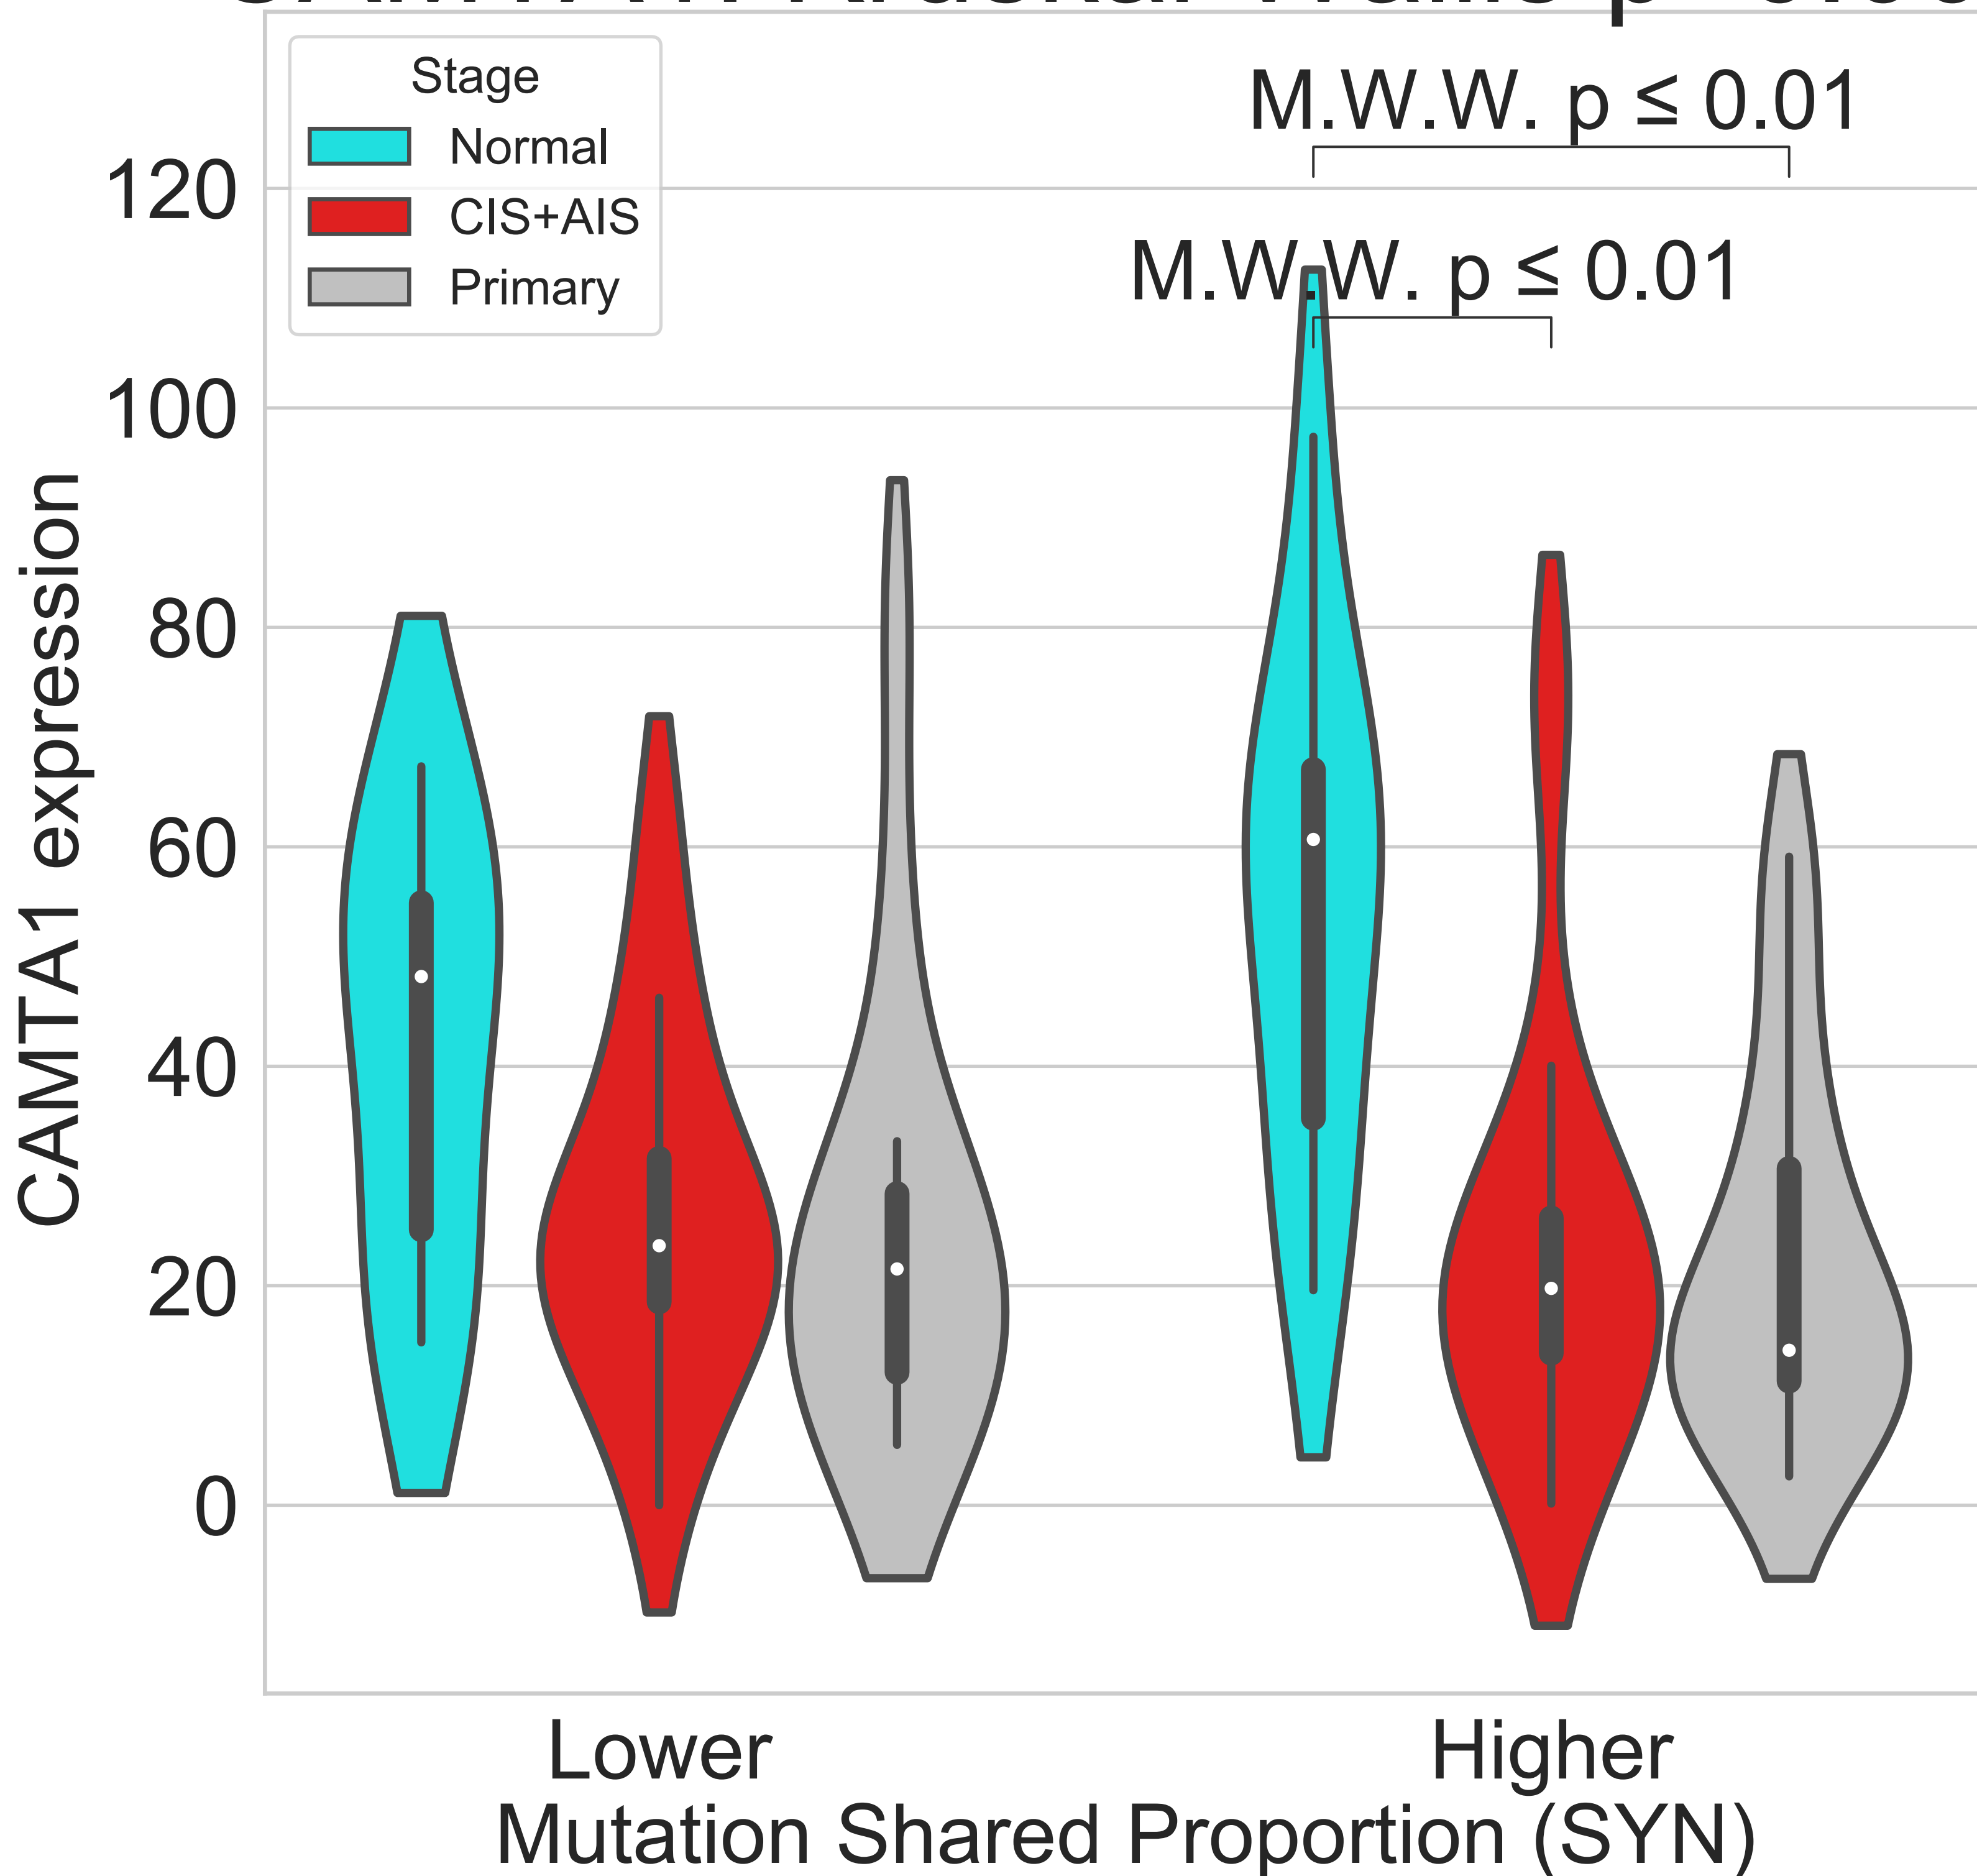 M.W.W. p ≤ 0.01
M.W.W. p ≤ 0.01
Stage
Normal
CIS+AIS
Primary
120
100
80
60
40
20
0
CAMTA1 expression
Lower
Higher
Mutation Shared Proportion (SYN)